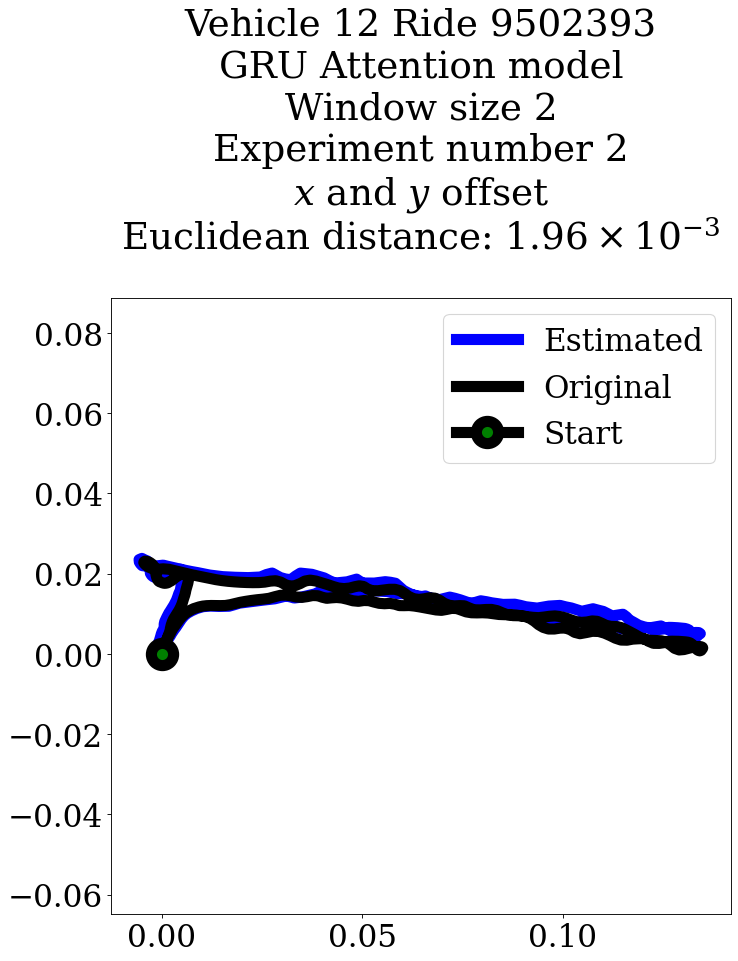 Vehicle 12 Ride 9502393
GRU Attention model
Window size 2
Experiment number 2
x and y offset
Euclidean distance: 1.96 × 10⁻³
Estimated
Original
Start
0.08
0.06
0.04
0.02
0.00
−0.02
−0.04
−0.06
0.00 0.05 0.10